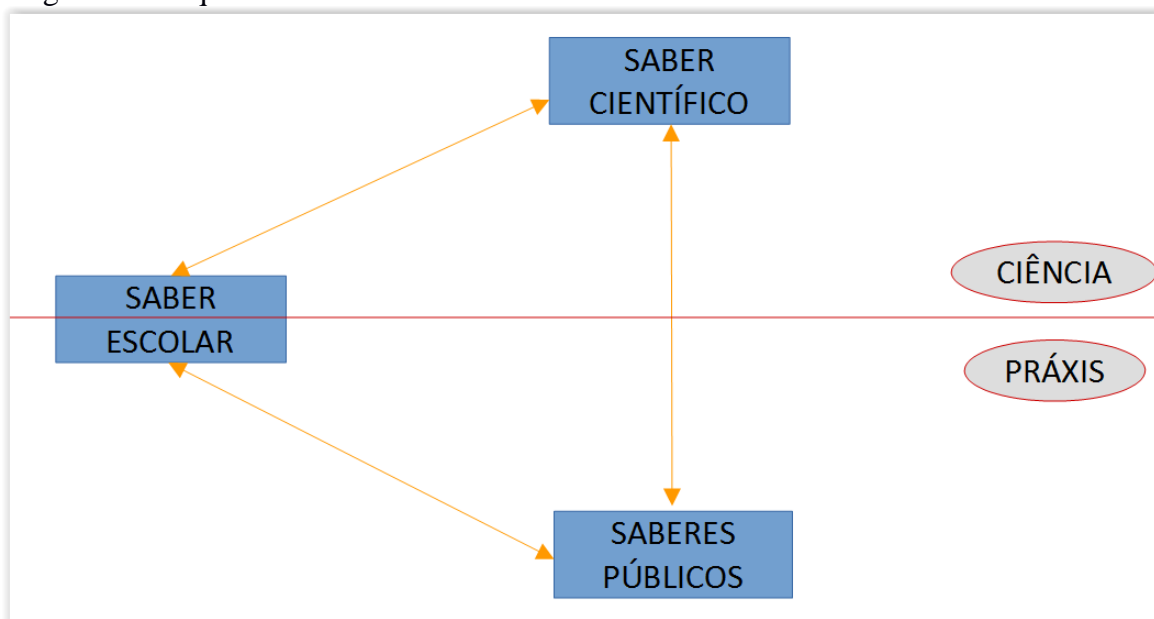 SABER
CIENTÍFICO
CIÊNCIA
SABER
ESCOLAR
PRÁXIS
SABERES
PÚBLICOS